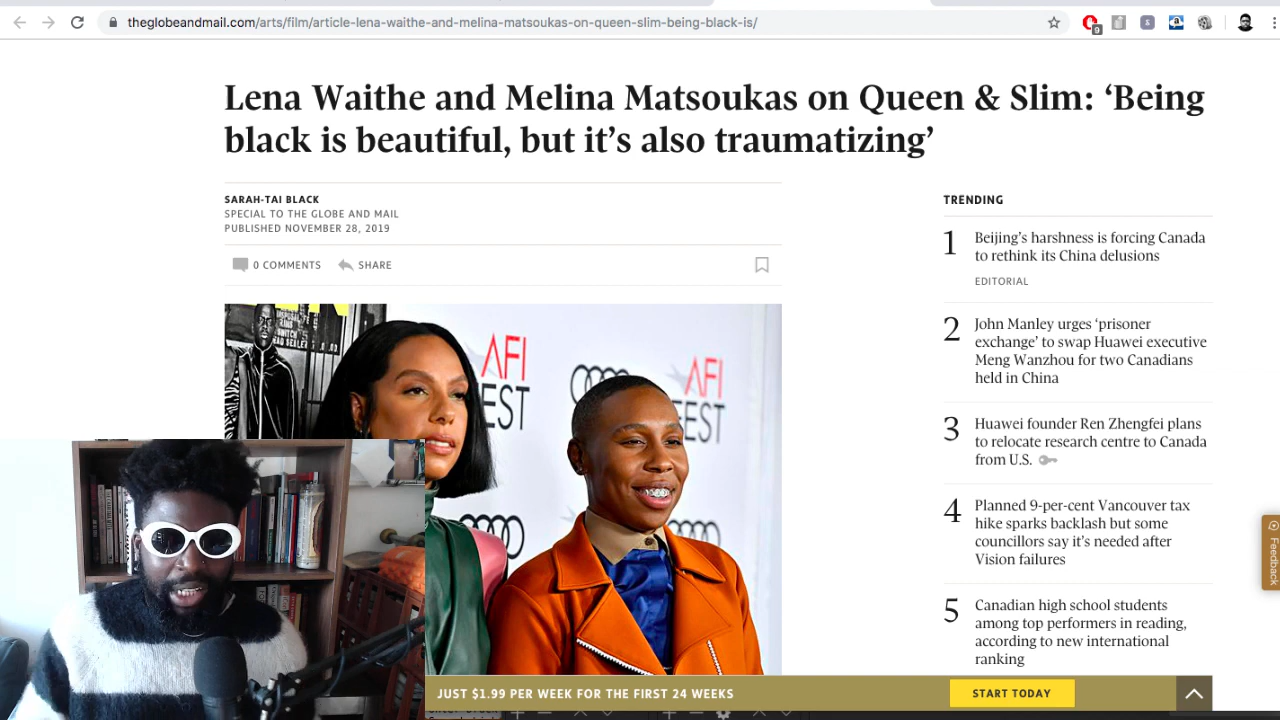 theglobeandmail.com/arts/film/article-lena-waithe-and-melina-matsoukas-on-queen-slim-being-black-is/
9
Lena Waithe and Melina Matsoukas on Queen & Slim: ‘Being
black is beautiful, but it’s also traumatizing’
SARAH-TAI BLACK
SPECIAL TO THE GLOBE AND MAIL
PUBLISHED NOVEMBER 28, 2019
0 COMMENTS
SHARE
AFI
FEST
AFI
FEST
TRENDING
1
Beijing’s harshness is forcing Canada
to rethink its China delusions
EDITORIAL
2
John Manley urges ‘prisoner
exchange’ to swap Huawei executive
Meng Wanzhou for two Canadians
held in China
3
Huawei founder Ren Zhengfei plans
to relocate research centre to Canada
from U.S.
4
Planned 9-per-cent Vancouver tax
hike sparks backlash but some
councillors say it’s needed after
Vision failures
5
Canadian high school students
among top performers in reading,
according to new international
ranking
Feedback
JUST $1.99 PER WEEK FOR THE FIRST 24 WEEKS
START TODAY